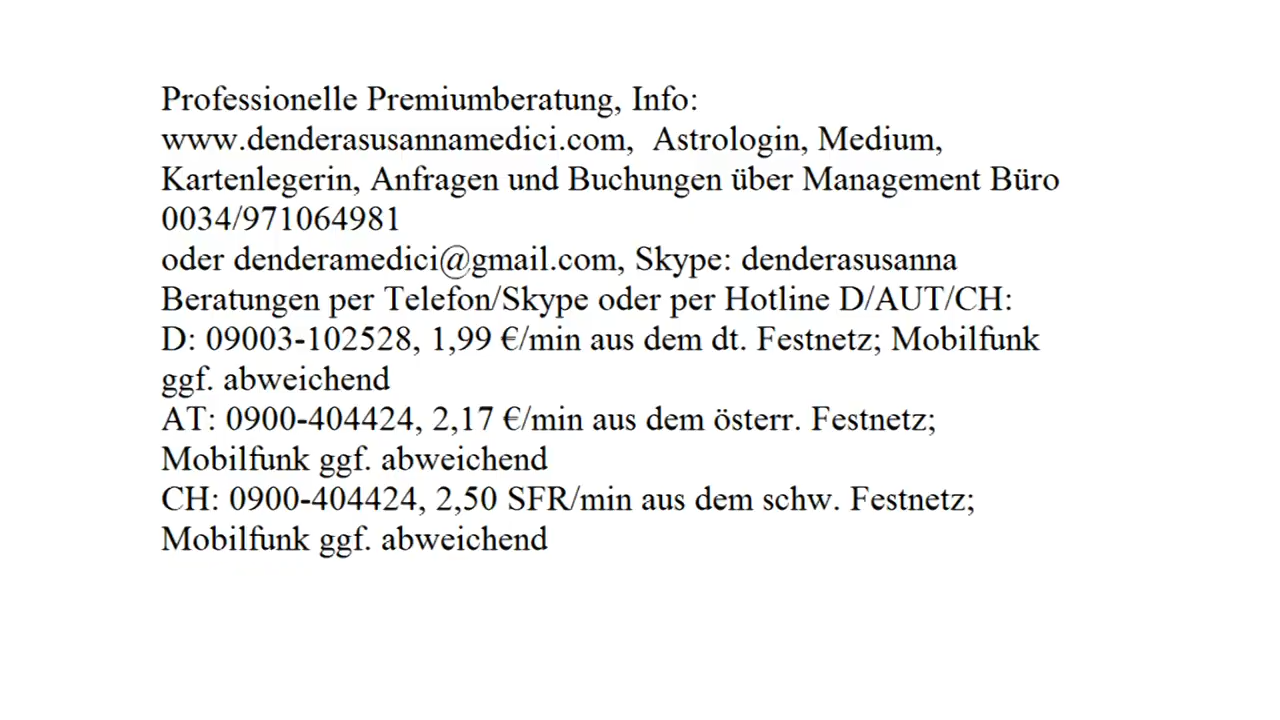 Professionelle Premiumberatung, Info:
www.denderasusannamedici.com,  Astrologin, Medium,
Kartenlegerin, Anfragen und Buchungen über Management Büro
0034/971064981
oder denderamedici@gmail.com, Skype: denderasusanna
Beratungen per Telefon/Skype oder per Hotline D/AUT/CH:
D: 09003-102528, 1,99 €/min aus dem dt. Festnetz; Mobilfunk
ggf. abweichend
AT: 0900-404424, 2,17 €/min aus dem österr. Festnetz;
Mobilfunk ggf. abweichend
CH: 0900-404424, 2,50 SFR/min aus dem schw. Festnetz;
Mobilfunk ggf. abweichend